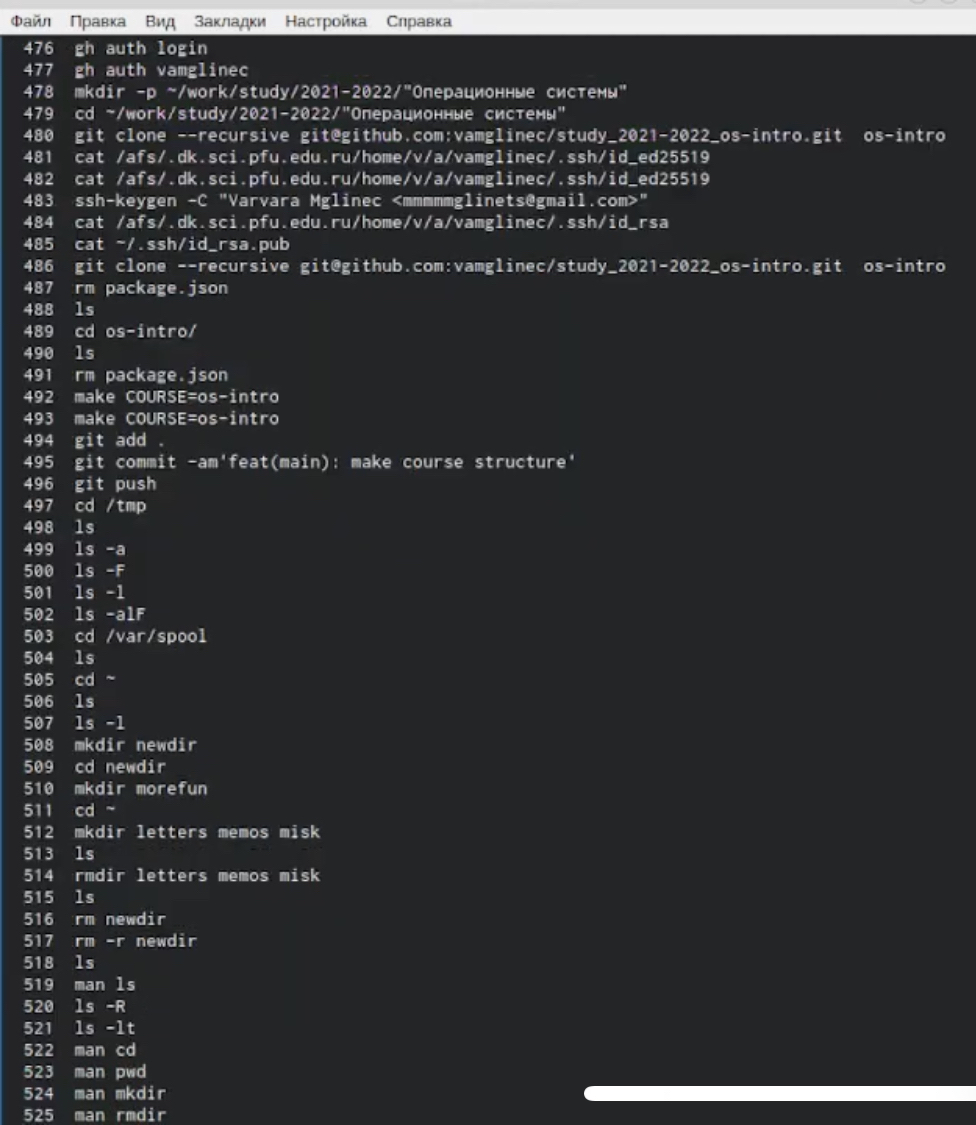 Файл Правка Вид Закладки Настройка Справка
476 gh auth login
477 gh auth vamglinec
478 mkdir -p ~/work/study/2021-2022/"Операционные системы"
479 cd ~/work/study/2021-2022/"Операционные системы"
480 git clone --recursive git@github.com:vamglinec/study_2021-2022_os-intro.git  os-intro
481 cat /afs/.dk.sci.pfu.edu.ru/home/v/a/vamglinec/.ssh/id_ed25519
482 cat /afs/.dk.sci.pfu.edu.ru/home/v/a/vamglinec/.ssh/id_ed25519
483 ssh-keygen -C "Varvara Mglinec <mmmmmglinets@gmail.com>"
484 cat /afs/.dk.sci.pfu.edu.ru/home/v/a/vamglinec/.ssh/id_rsa
485 cat ~/.ssh/id_rsa.pub
486 git clone --recursive git@github.com:vamglinec/study_2021-2022_os-intro.git  os-intro
487 rm package.json
488 ls
489 cd os-intro/
490 ls
491 rm package.json
492 make COURSE=os-intro
493 make COURSE=os-intro
494 git add .
495 git commit -am'feat(main): make course structure'
496 git push
497 cd /tmp
498 ls
499 ls -a
500 ls -F
501 ls -l
502 ls -alF
503 cd /var/spool
504 ls
505 cd ~
506 ls
507 ls -l
508 mkdir newdir
509 cd newdir
510 mkdir morefun
511 cd ~
512 mkdir letters memos misk
513 ls
514 rmdir letters memos misk
515 ls
516 rm newdir
517 rm -r newdir
518 ls
519 man ls
520 ls -R
521 ls -lt
522 man cd
523 man pwd
524 man mkdir
525 man rmdir